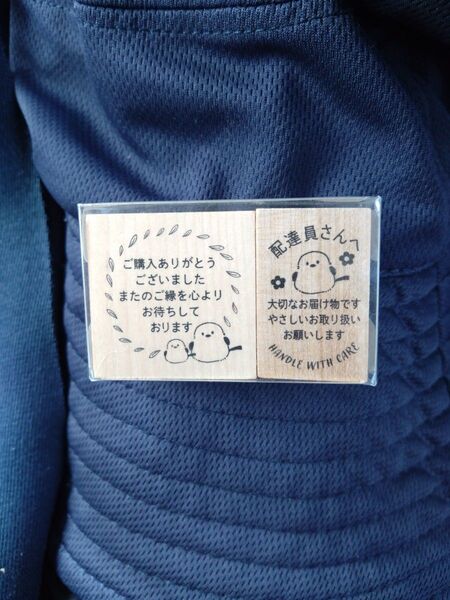 ご購入ありがとう
ございました
またのご縁を心より
お待ちして
おります
配達員さんへ
大切なお届け物です
やさしいお取り扱い
お願いします
HANDLE WITH CARE